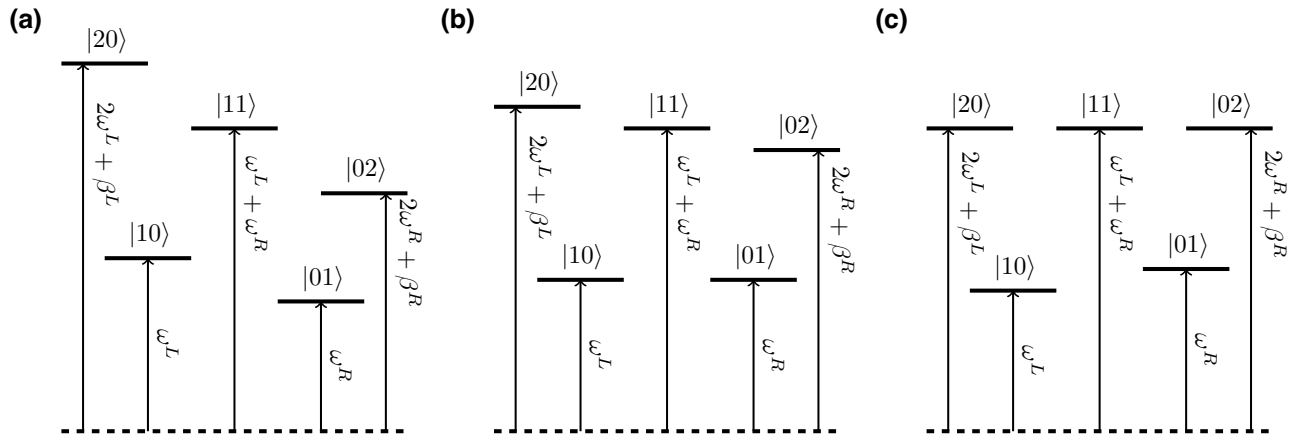 (a)
|20⟩
2ω^L + β^L
|10⟩
ω^L
|11⟩
ω^L + ω^R
|01⟩
ω^R
|02⟩
2ω^R + β^R
(b)
|20⟩
2ω^L + β^L
|10⟩
ω^L
|11⟩
ω^L + ω^R
|01⟩
ω^R
|02⟩
2ω^R + β^R
(c)
|20⟩
2ω^L + β^L
|10⟩
ω^L
|11⟩
ω^L + ω^R
|01⟩
ω^R
|02⟩
2ω^R + β^R